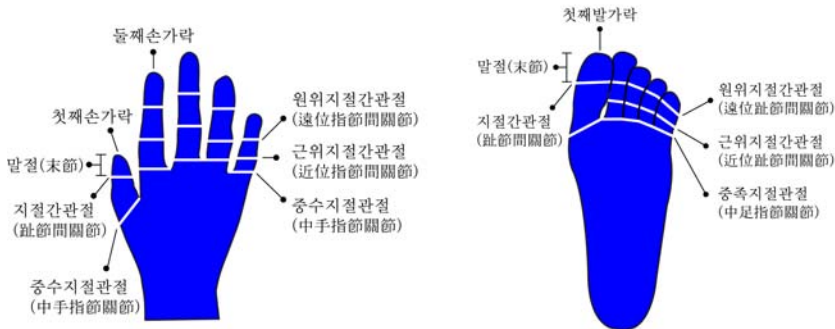 둘째손가락
첫째손가락
말절(末節)
지절간관절
(趾節間關節)
중수지절관절
(中手指節關節)
원위지절간관절
(遠位指節間關節)
근위지절간관절
(近位指節間關節)
중수지절관절
(中手指節關節)
첫째발가락
말절(末節)
지절간관절
(趾節間關節)
원위지절간관절
(遠位趾節間關節)
근위지절간관절
(近位趾節間關節)
중족지절관절
(中足指節關節)